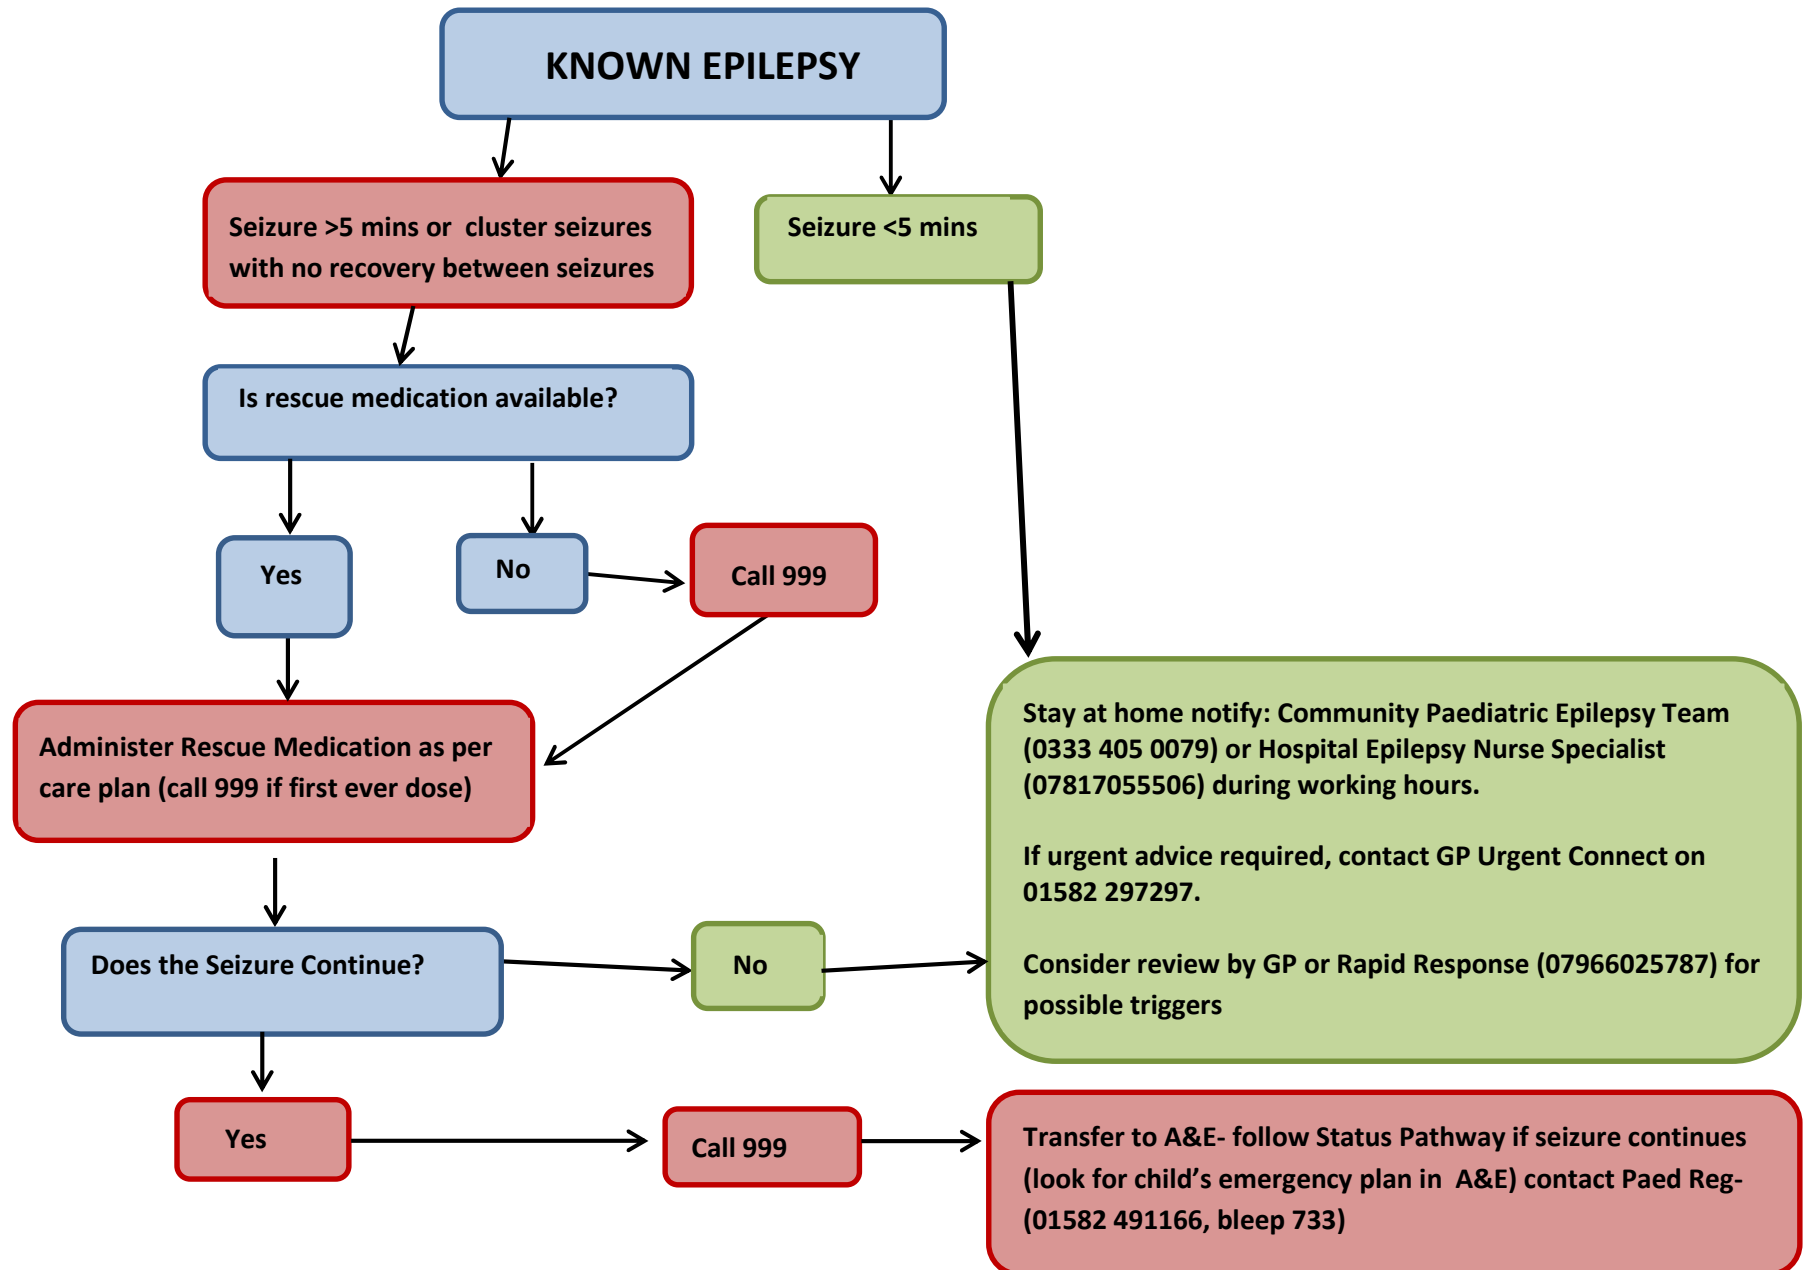 KNOWN EPILEPSY
Seizure >5 mins or cluster seizures
with no recovery between seizures
Seizure <5 mins
Is rescue medication available?
Yes
No
Call 999
Administer Rescue Medication as per
care plan (call 999 if first ever dose)
Stay at home notify: Community Paediatric Epilepsy Team
(0333 405 0079) or Hospital Epilepsy Nurse Specialist
(07817055506) during working hours.
If urgent advice required, contact GP Urgent Connect on
01582 297297.
Consider review by GP or Rapid Response (07966025787) for
possible triggers
Does the Seizure Continue?
No
Yes
Call 999
Transfer to A&E- follow Status Pathway if seizure continues
(look for child's emergency plan in A&E) contact Paed Reg-
(01582 491166, bleep 733)